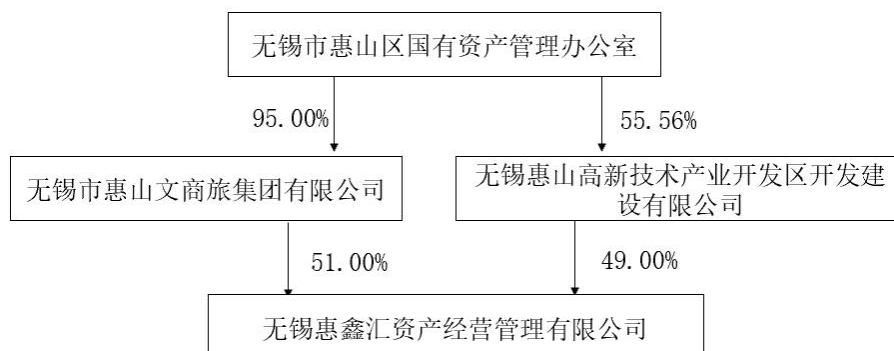 无锡市惠山区国有资产管理办公室
95.00%
55.56%
无锡市惠山文商旅集团有限公司
无锡惠山高新技术产业开发区开发建
设有限公司
51.00%
49.00%
无锡惠鑫汇资产经营管理有限公司